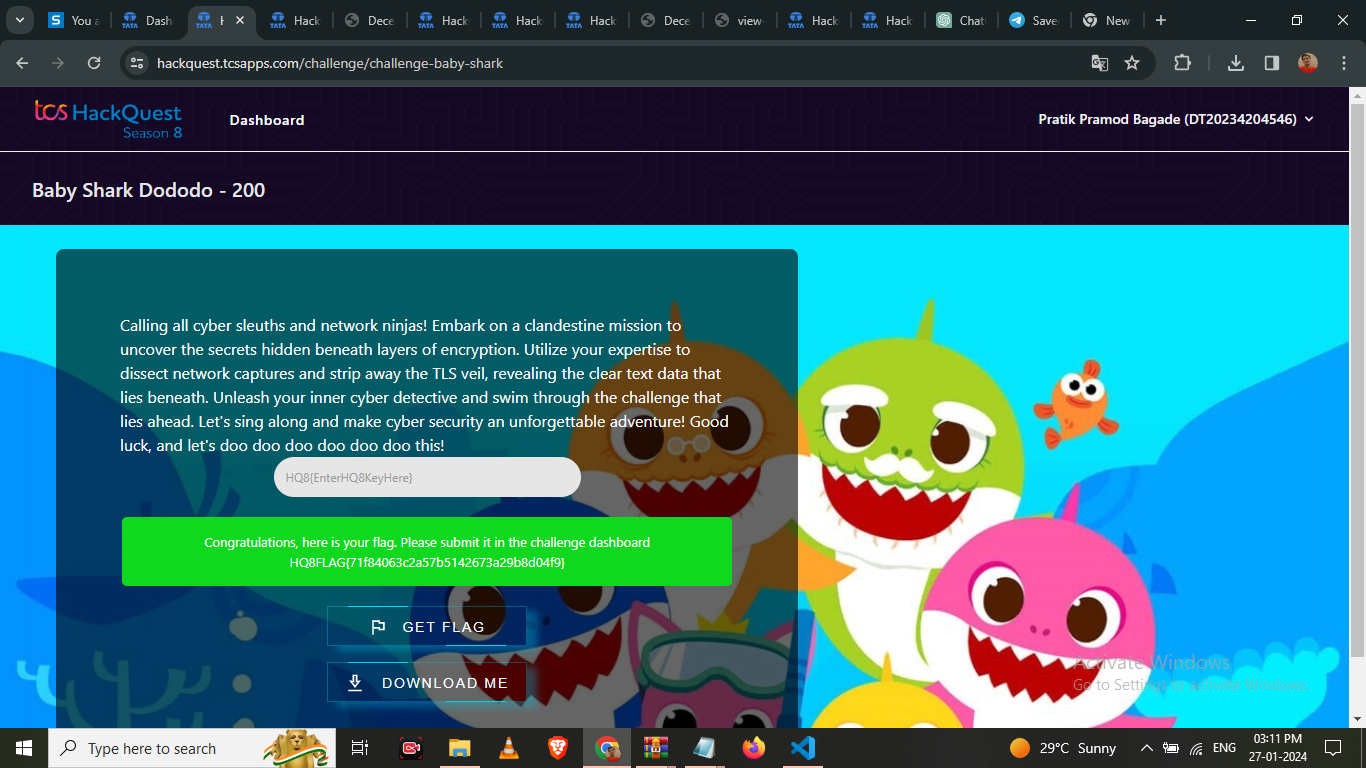 You a
Dash
H
Hack
Dece
Hack
Hack
Hack
Dece
view-
Hack
Hack
Chat
Save
New
hackquest.tcsapps.com/challenge/challenge-baby-shark
tcs HackQuest
Season 8
Dashboard
Pratik Pramod Bagade (DT20234204546)
Baby Shark Dododo - 200
Calling all cyber sleuths and network ninjas! Embark on a clandestine mission to
uncover the secrets hidden beneath layers of encryption. Utilize your expertise to
dissect network captures and strip away the TLS veil, revealing the clear text data that
lies beneath. Unleash your inner cyber detective and swim through the challenge that
lies ahead. Let's sing along and make cyber security an unforgettable adventure! Good
luck, and let's doo doo doo doo doo doo this!
HQ8{EnterHQ8KeyHere}
Congratulations, here is your flag. Please submit it in the challenge dashboard
HQ8FLAG{71f84063c2a57b5142673a29b8d04f9}
GET FLAG
DOWNLOAD ME
Activate Windows
Go to Settings to activate Windows.
Type here to search
29°C Sunny
ENG
03:11 PM
27-01-2024